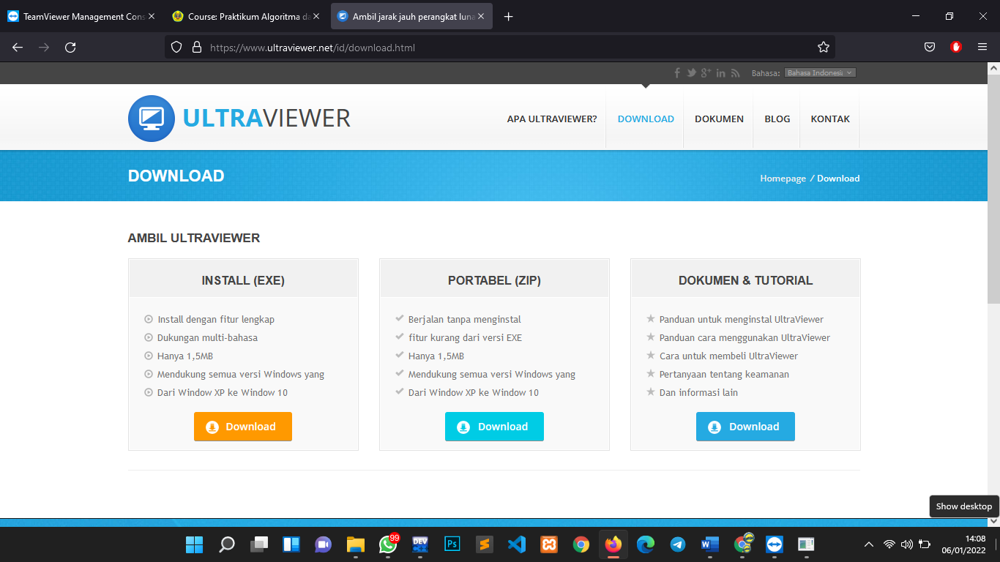 TeamViewer Management Cons
Course: Praktikum Algoritma da
Ambil jarak jauh perangkat luna
https://www.ultraviewer.net/id/download.html
Bahasa: Bahasa Indonesia
ULTRAVIEWER
APA ULTRAVIEWER?
DOWNLOAD
DOKUMEN
BLOG
KONTAK
DOWNLOAD
Homepage / Download
AMBIL ULTRAVIEWER
INSTALL (EXE)
Install dengan fitur lengkap
Dukungan multi-bahasa
Hanya 1,5MB
Mendukung semua versi Windows yang
Dari Window XP ke Window 10
Download
PORTABEL (ZIP)
Berjalan tanpa menginstal
fitur kurang dari versi EXE
Hanya 1,5MB
Mendukung semua versi Windows yang
Dari Window XP ke Window 10
Download
DOKUMEN & TUTORIAL
Panduan untuk menginstal UltraViewer
Panduan cara menggunakan UltraViewer
Cara untuk membeli UltraViewer
Pertanyaan tentang keamanan
Dan informasi lain
Download
Show desktop
99
DEV
Ps
14:08
06/01/2022